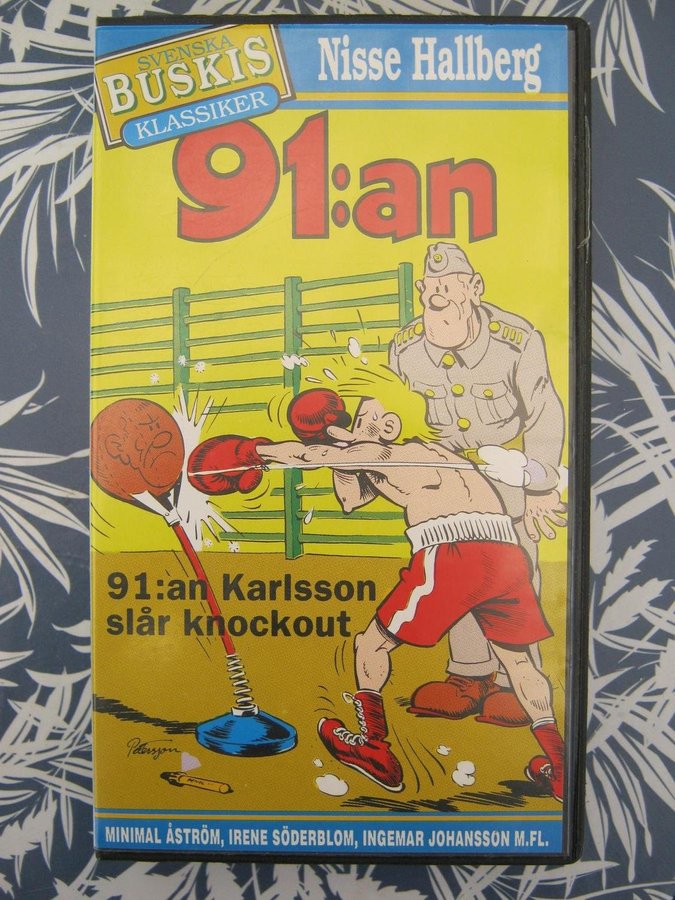 SVENSKA
BUSKIS
KLASSIKER
Nisse Hallberg
91:an
91:an Karlsson
slår knockout
Petersson
MINIMAL ÅSTRÖM, IRENE SÖDERBLOM, INGEMAR JOHANSSON M.FL.